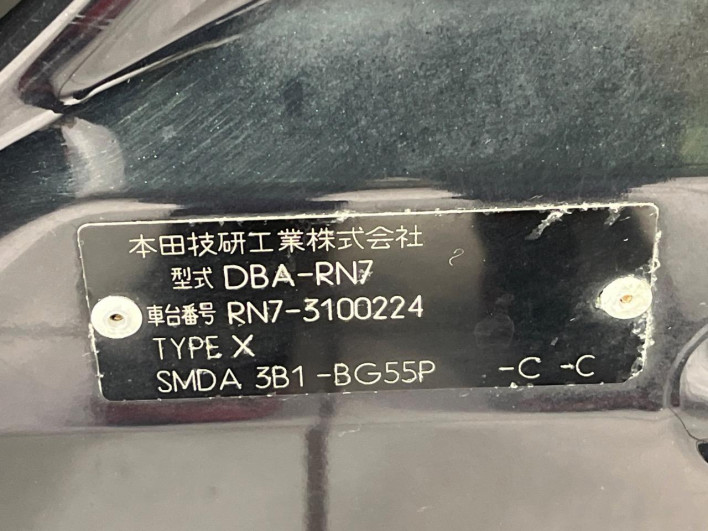 本田技研工業株式会社
型式 DBA-RN7
車台番号 RN7-3100224
TYPE X
SMDA 3B1 -BG55P -C -C